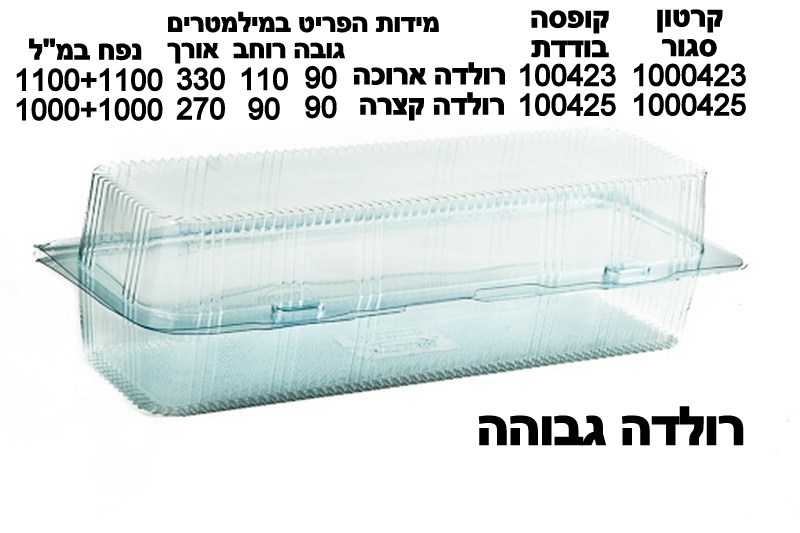 קרטון סגור קופסה בודדת מידות הפריט במילמטרים גובה רוחב אורך נפח במ"ל
1000423 100423 רולדה ארוכה 90 110 330 1100+1100
1000425 100425 רולדה קצרה 90 90 270 1000+1000
רולדה גבוהה